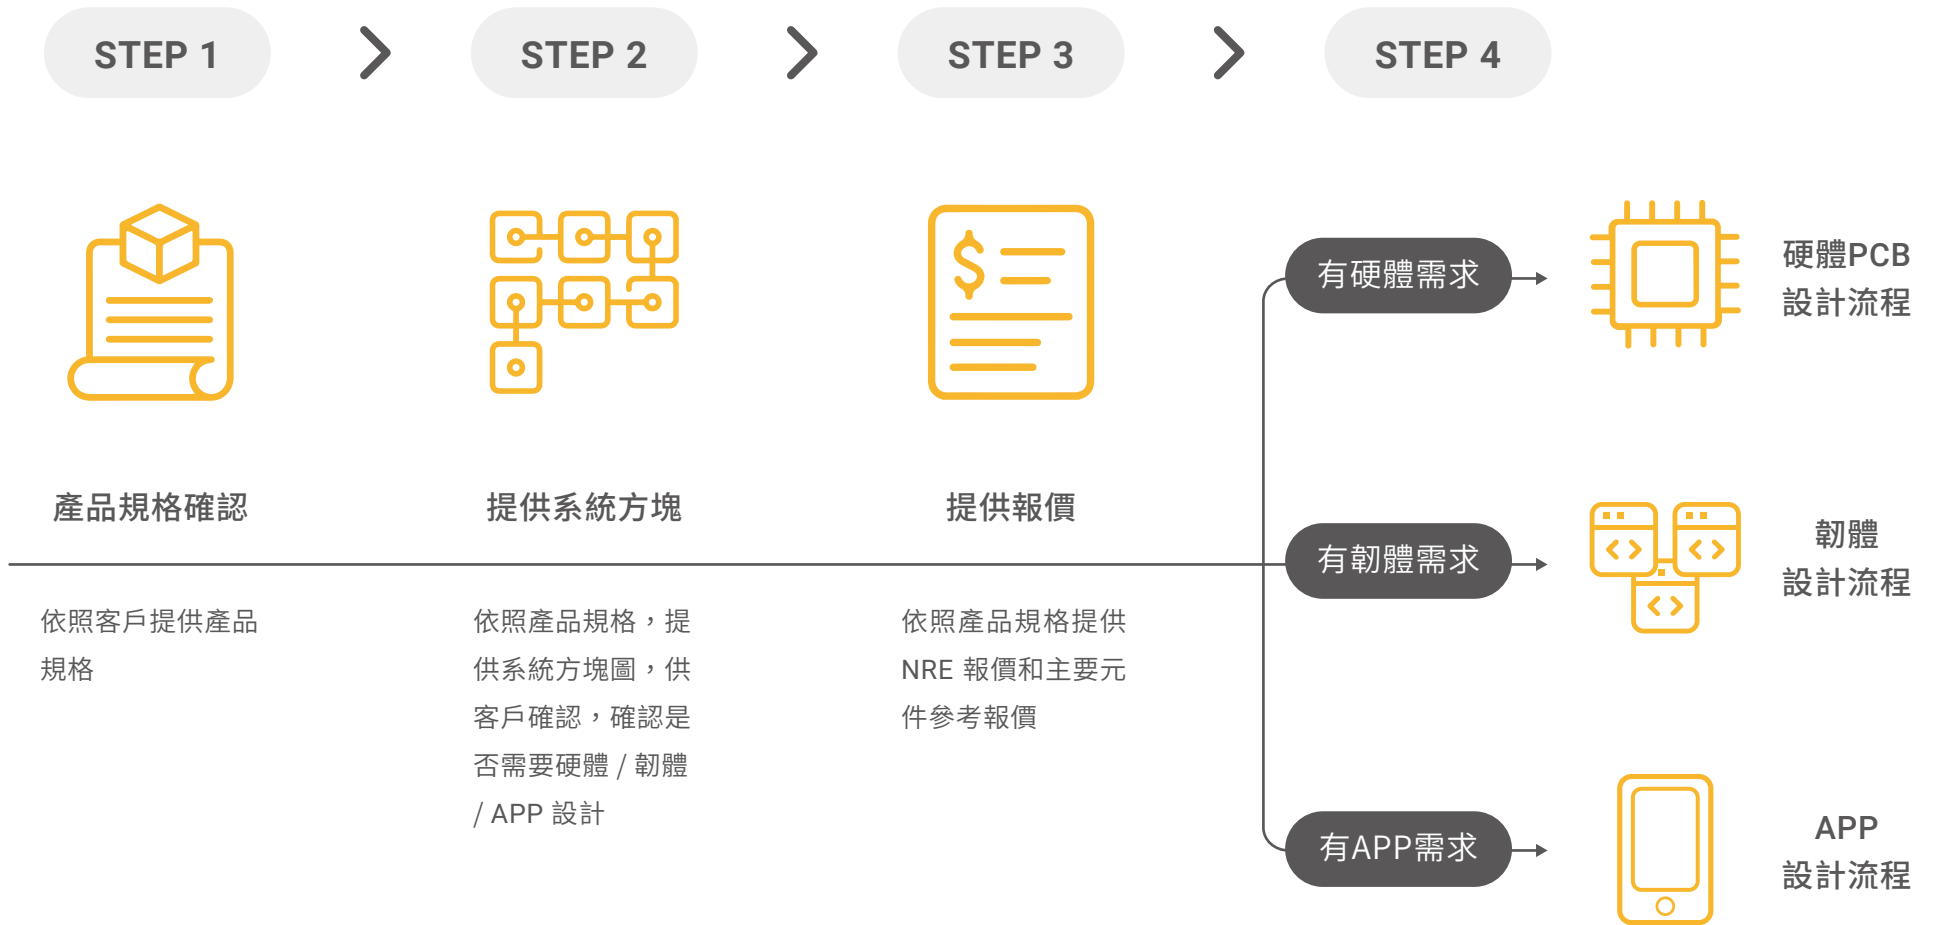 STEP 1
STEP 2
STEP 3
STEP 4
產品規格確認
依照客戶提供產品
規格
提供系統方塊
依照產品規格，提
供系統方塊圖，供
客戶確認，確認是
否需要硬體 / 韌體
/ APP 設計
提供報價
依照產品規格提供
NRE 報價和主要元
件參考報價
有硬體需求
硬體PCB
設計流程
有韌體需求
韌體
設計流程
有APP需求
APP
設計流程